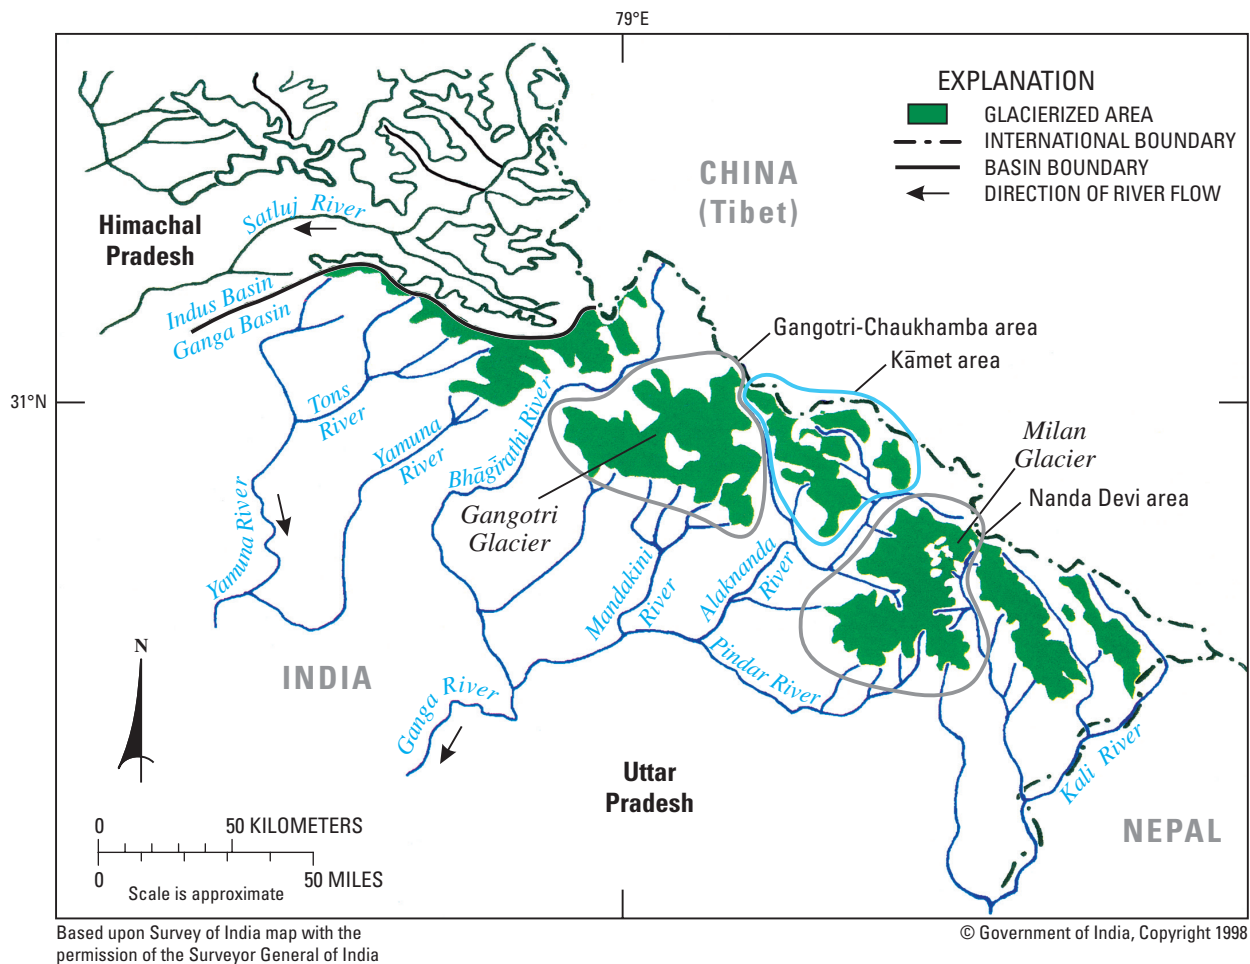 79°E
EXPLANATION
GLACIERIZED AREA
INTERNATIONAL BOUNDARY
BASIN BOUNDARY
DIRECTION OF RIVER FLOW
CHINA
(Tibet)
Himachal
Pradesh
Satluj River
Indus Basin
Ganga Basin
Gangotri-Chaukhamba area
Kāmet area
31°N
Tons
River
Yamuna
River
Bhāgīrathi River
Milan
Glacier
Nanda Devi area
Gangotri
Glacier
Yamuna River
Mandakini
River
Alaknanda
River
Pindar River
N
INDIA
Ganga River
Kali River
Uttar
Pradesh
NEPAL
0
50 KILOMETERS
0
50 MILES
Scale is approximate
Based upon Survey of India map with the
permission of the Surveyor General of India
© Government of India, Copyright 1998